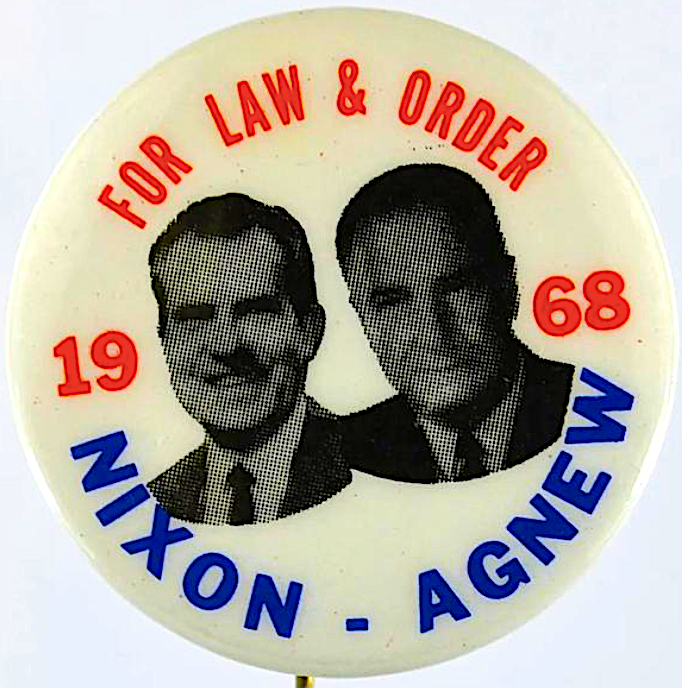 FOR LAW & ORDER
19 68
NIXON - AGNEW